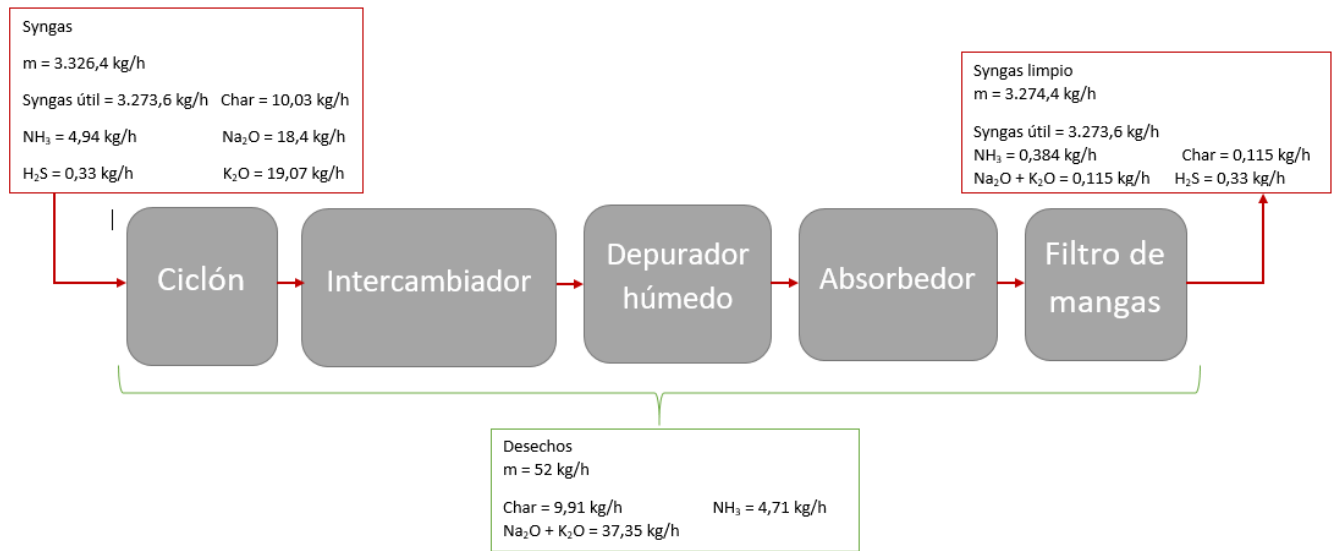 Syngas
m = 3.326,4 kg/h
Syngas útil = 3.273,6 kg/h Char = 10,03 kg/h
NH₃ = 4,94 kg/h Na₂O = 18,4 kg/h
H₂S = 0,33 kg/h K₂O = 19,07 kg/h
Syngas limpio
m = 3.274,4 kg/h
Syngas útil = 3.273,6 kg/h
NH₃ = 0,384 kg/h Char = 0,115 kg/h
Na₂O + K₂O = 0,115 kg/h H₂S = 0,33 kg/h
Ciclón
Intercambiador
Depurador
húmedo
Absorbedor
Filtro de
mangas
Desechos
m = 52 kg/h
Char = 9,91 kg/h NH₃ = 4,71 kg/h
Na₂O + K₂O = 37,35 kg/h